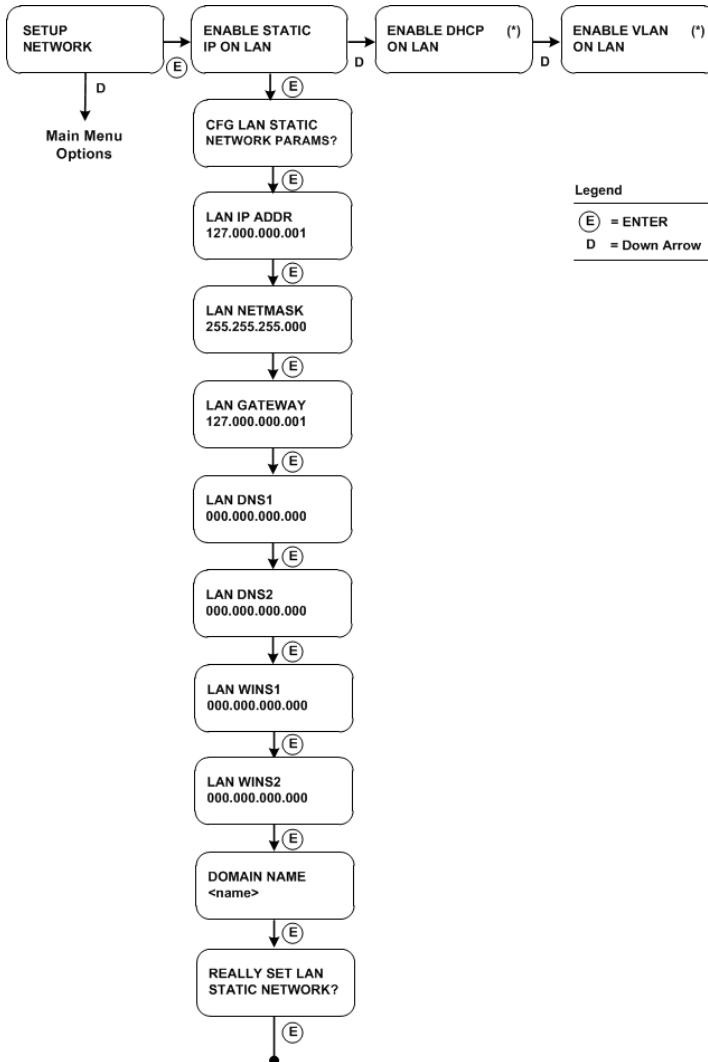 SETUP
NETWORK
E
ENABLE STATIC
IP ON LAN
D
ENABLE DHCP (*)
ON LAN
D
ENABLE VLAN (*)
ON LAN
D
Main Menu
Options
E
CFG LAN STATIC
NETWORK PARAMS?
E
LAN IP ADDR
127.000.000.001
E
LAN NETMASK
255.255.255.000
E
LAN GATEWAY
127.000.000.001
E
LAN DNS1
000.000.000.000
E
LAN DNS2
000.000.000.000
E
LAN WINS1
000.000.000.000
E
LAN WINS2
000.000.000.000
E
DOMAIN NAME
<name>
E
REALLY SET LAN
STATIC NETWORK?
E
Legend
E = ENTER
D = Down Arrow